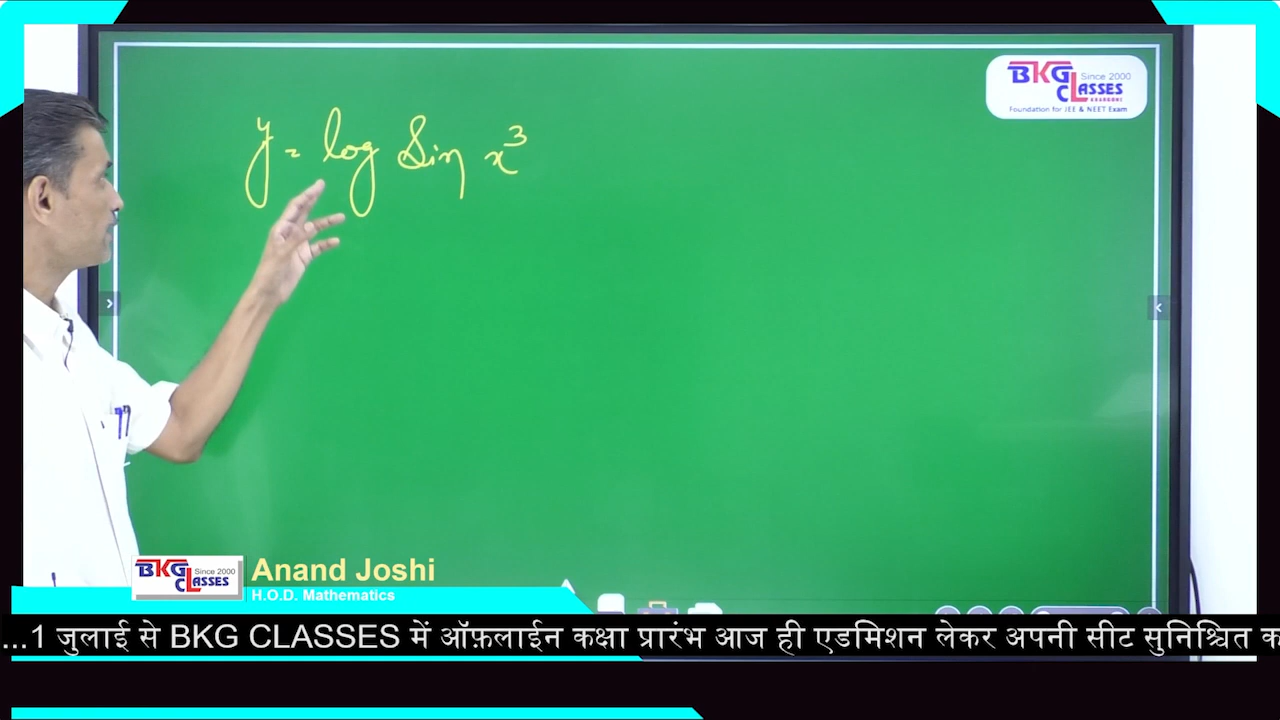 BKG CLASSES Since 2000
KHARGONE
Foundation for JEE & NEET Exam
y = log Sin x³
BKG CLASSES Since 2000
Anand Joshi
H.O.D. Mathematics
...1 जुलाई से BKG CLASSES में ऑफ़लाईन कक्षा प्रारंभ आज ही एडमिशन लेकर अपनी सीट सुनिश्चित क